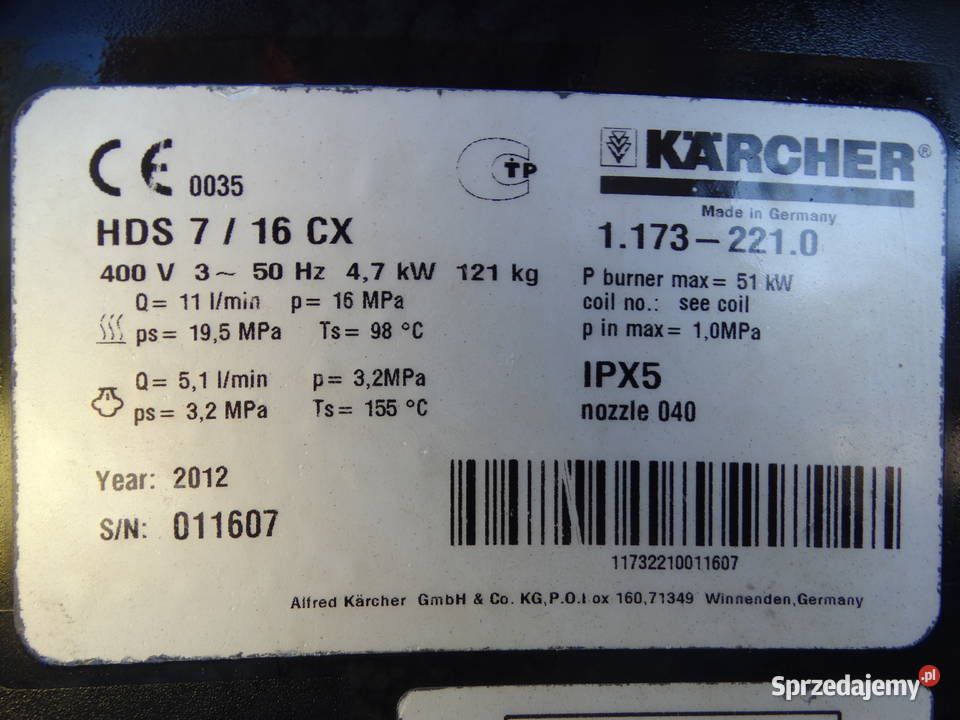 CE 0035
TP
KÄRCHER®
Made in Germany
HDS 7 / 16 CX
1.173-221.0
400 V 3~ 50 Hz 4,7 kW 121 kg
Q= 11 l/min p= 16 MPa
ps= 19,5 MPa Ts= 98 °C
P burner max= 51 kW
coil no.: see coil
p in max= 1,0MPa
Q= 5,1 l/min p= 3,2MPa
ps= 3,2 MPa Ts= 155 °C
IPX5
nozzle 040
Year: 2012
S/N: 011607
11732210011607
Alfred Kärcher GmbH & Co. KG,P.O. ox 160,71349 Winnenden,Germany
Sprzedajemy.pl